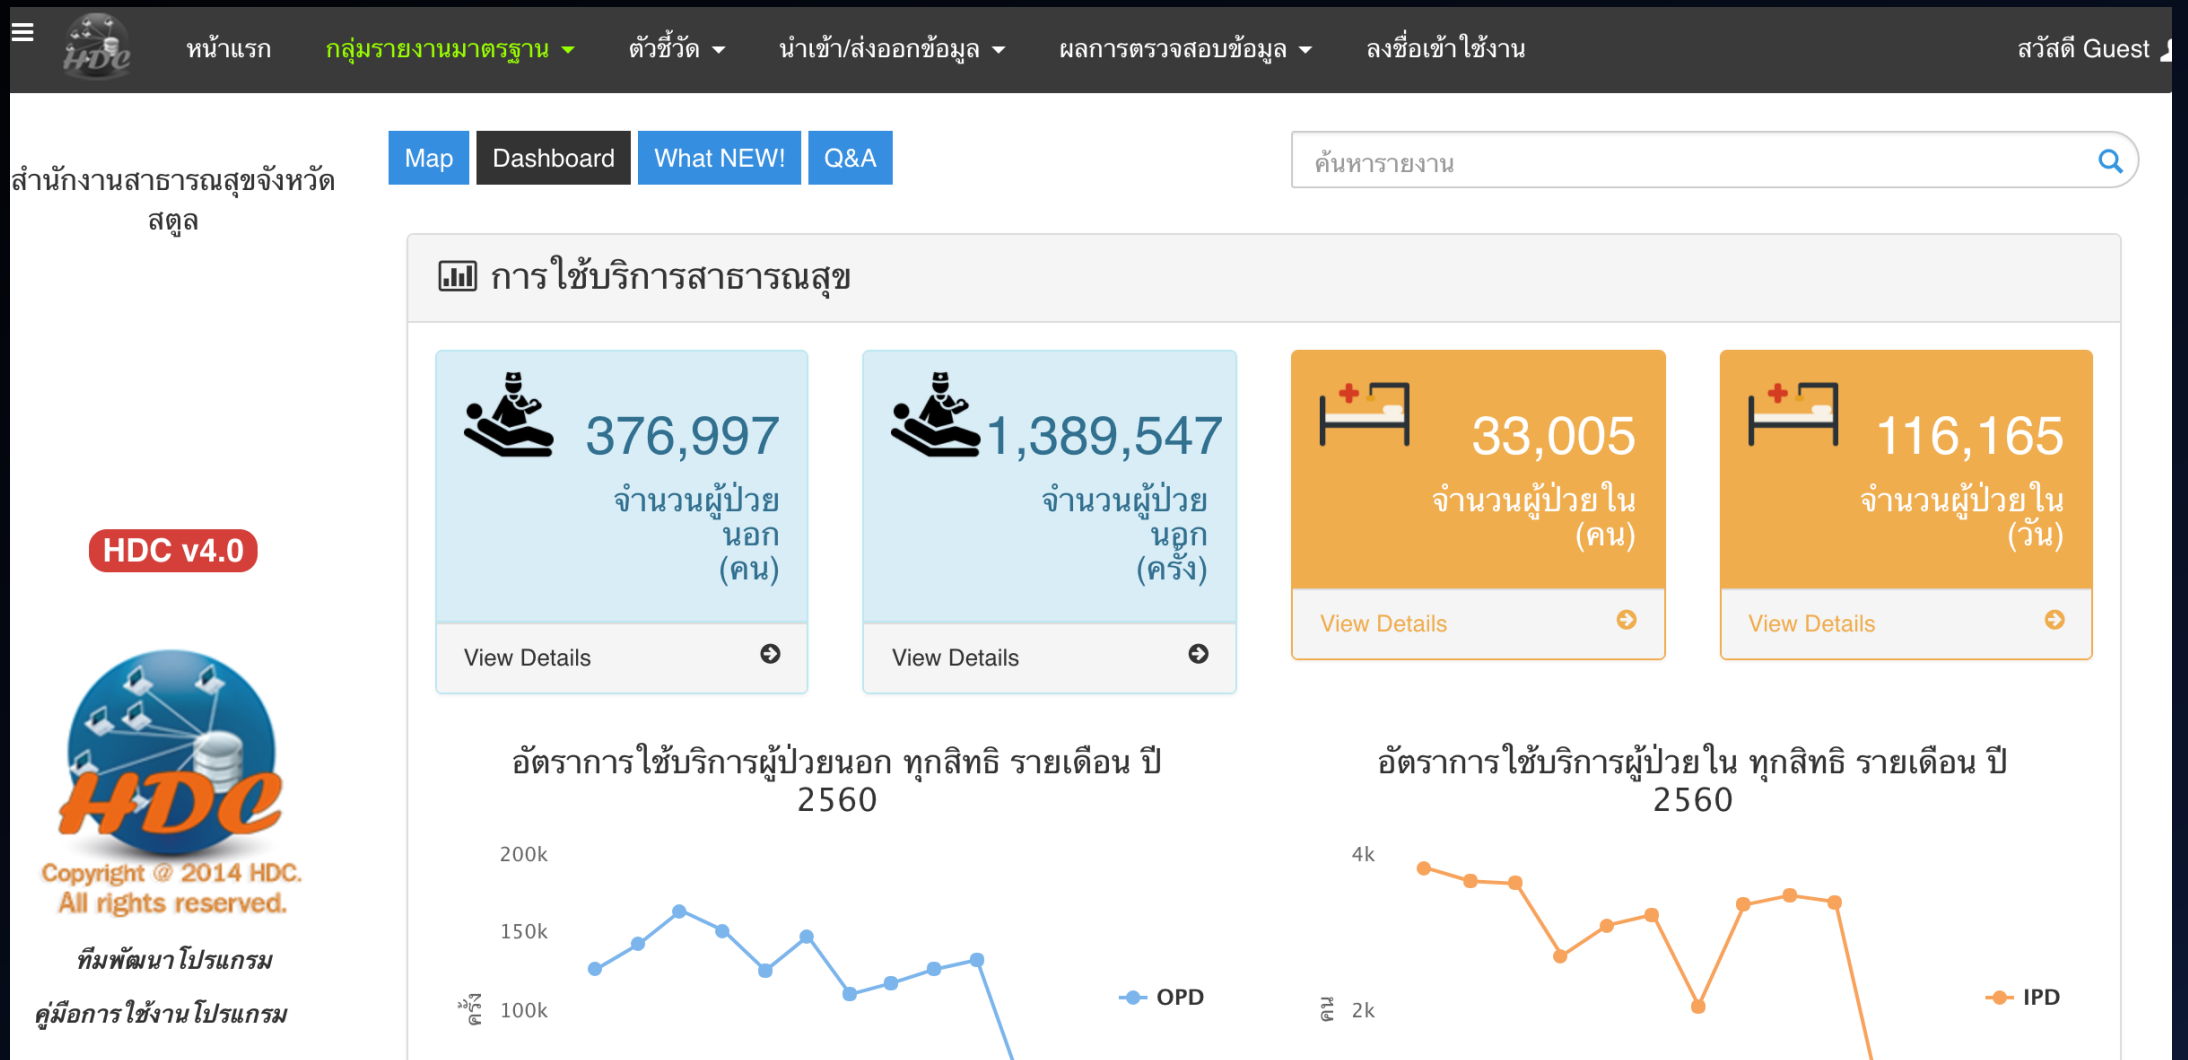 HDC
หน้าแรก
กลุ่มรายงานมาตรฐาน
ตัวชี้วัด
นำเข้า/ส่งออกข้อมูล
ผลการตรวจสอบข้อมูล
ลงชื่อเข้าใช้งาน
สวัสดี Guest
สำนักงานสาธารณสุขจังหวัด
สตูล
Map
Dashboard
What NEW!
Q&A
ค้นหารายงาน
การใช้บริการสาธารณสุข
376,997
จำนวนผู้ป่วย
นอก
(คน)
View Details
1,389,547
จำนวนผู้ป่วย
นอก
(ครั้ง)
View Details
33,005
จำนวนผู้ป่วยใน
(คน)
View Details
116,165
จำนวนผู้ป่วยใน
(วัน)
View Details
HDC v4.0
HDC
Copyright @ 2014 HDC.
All rights reserved.
ทีมพัฒนาโปรแกรม
คู่มือการใช้งานโปรแกรม
อัตราการใช้บริการผู้ป่วยนอก ทุกสิทธิ รายเดือน ปี
2560
200k
150k
100k
ครั้ง
OPD
อัตราการใช้บริการผู้ป่วยใน ทุกสิทธิ รายเดือน ปี
2560
4k
2k
คน
IPD